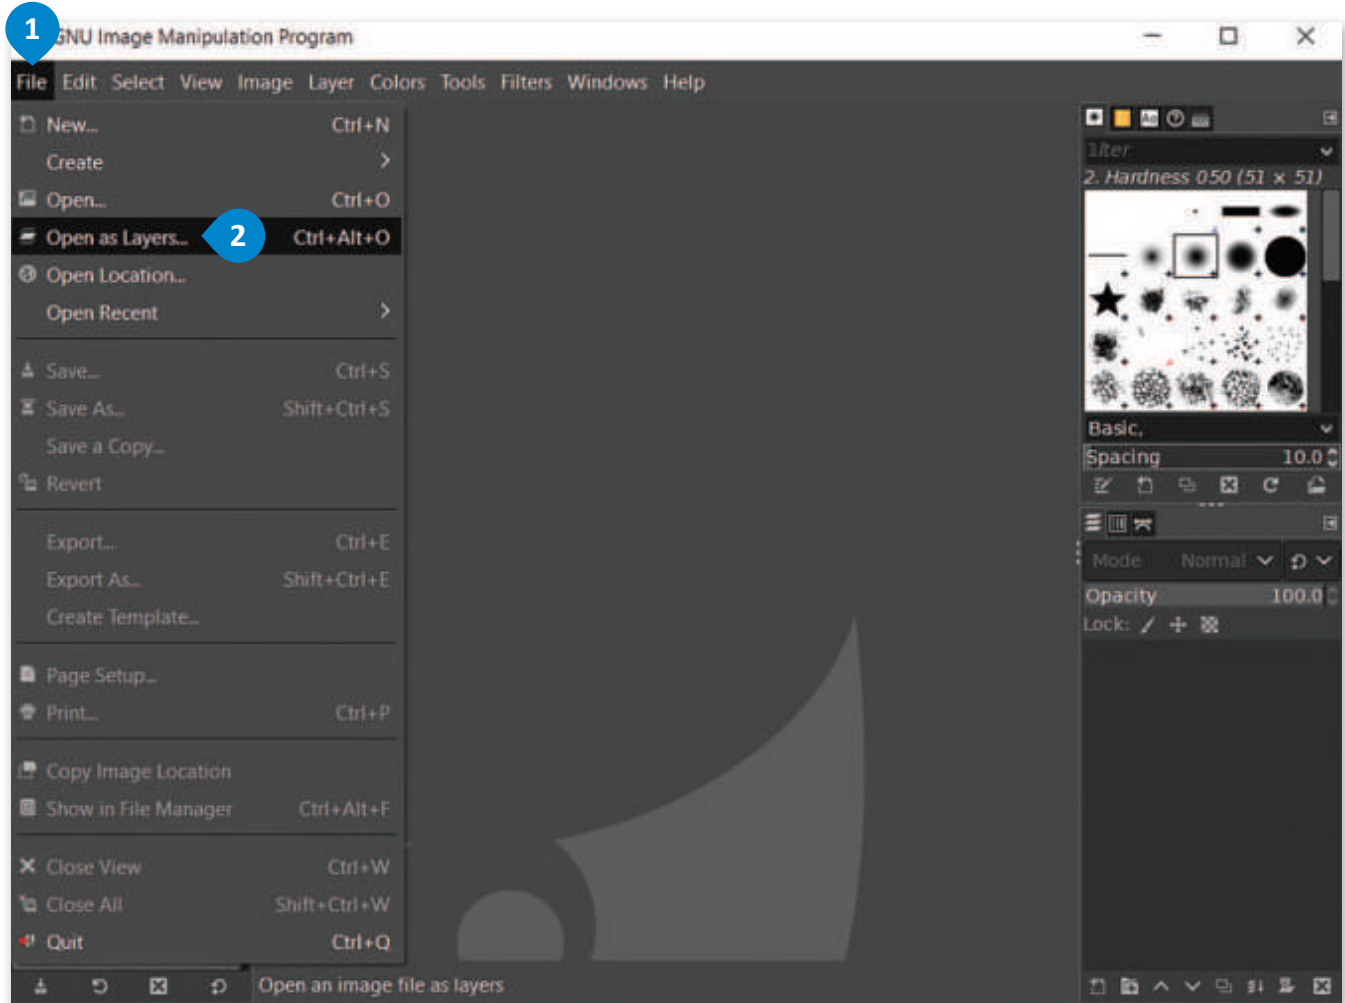 1
GNU Image Manipulation Program
File Edit Select View Image Layer Colors Tools Filters Windows Help
New... Ctrl+N
Create
Open... Ctrl+O
Open as Layers... 2 Ctrl+Alt+O
Open Location...
Open Recent
Save... Ctrl+S
Save As... Shift+Ctrl+S
Save a Copy...
Revert
Export... Ctrl+E
Export As... Shift+Ctrl+E
Create Template...
Page Setup...
Print... Ctrl+P
Copy Image Location
Show in File Manager Ctrl+Alt+F
Close View Ctrl+W
Close All Shift+Ctrl+W
Quit Ctrl+Q
Open an image file as layers
2. Hardness 050 (51 × 51)
Basic,
Spacing 10.0
Mode Normal
Opacity 100.0
Lock: